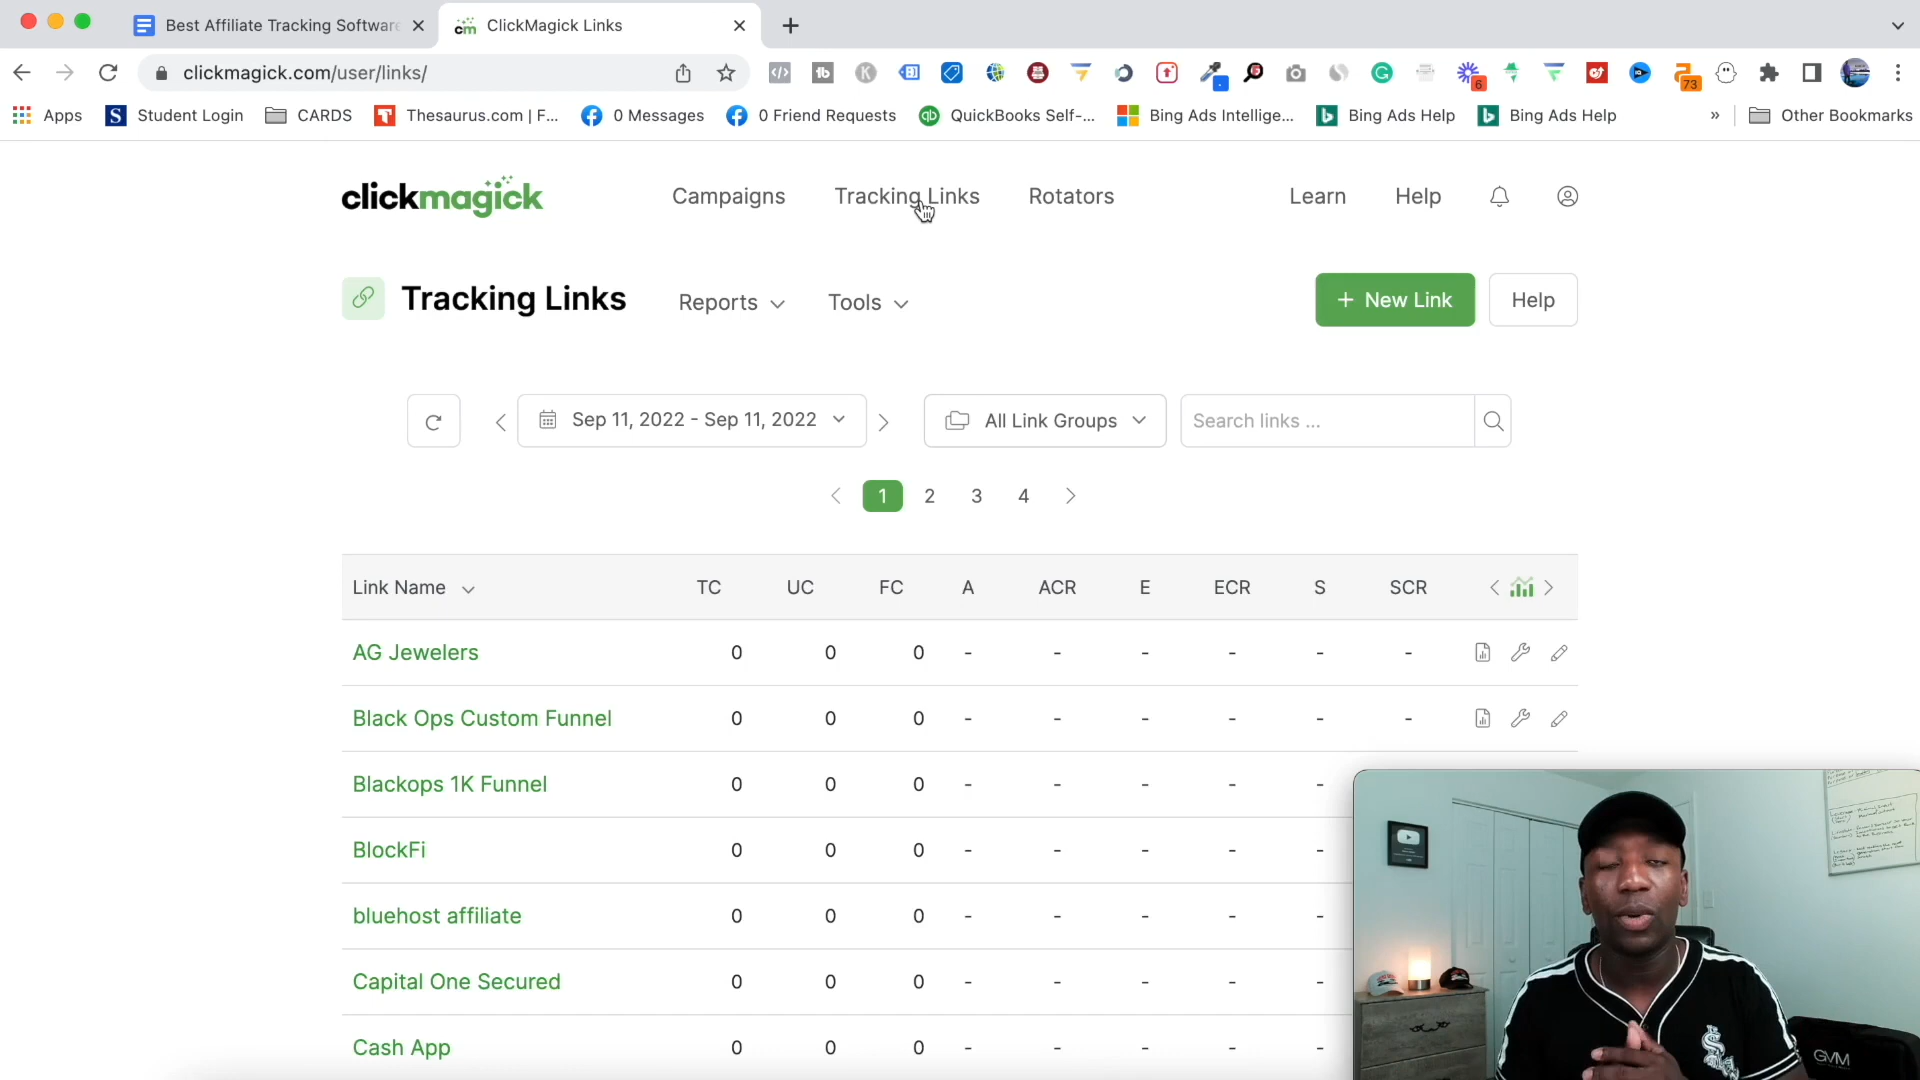 Best Affiliate Tracking Software
ClickMagick Links
clickmagick.com/user/links/
6
73
Apps
Student Login
CARDS
Thesaurus.com | F...
0 Messages
0 Friend Requests
QuickBooks Self-...
Bing Ads Intellige...
Bing Ads Help
Bing Ads Help
»
Other Bookmarks
clickmagick
Campaigns
Tracking Links
Rotators
Learn
Help
Tracking Links
Reports
Tools
+ New Link
Help
Sep 11, 2022 - Sep 11, 2022
All Link Groups
Search links ...
1 2 3 4
Link Name TC UC FC A ACR E ECR S SCR
AG Jewelers 0 0 0 - - - - - -
Black Ops Custom Funnel 0 0 0 - - - - - -
Blackops 1K Funnel 0 0 0 - - - - -
BlockFi 0 0 0 - - - - -
bluehost affiliate 0 0 0 - - - - -
Capital One Secured 0 0 0 - - - - -
Cash App 0 0 0 - - - - -
GVM